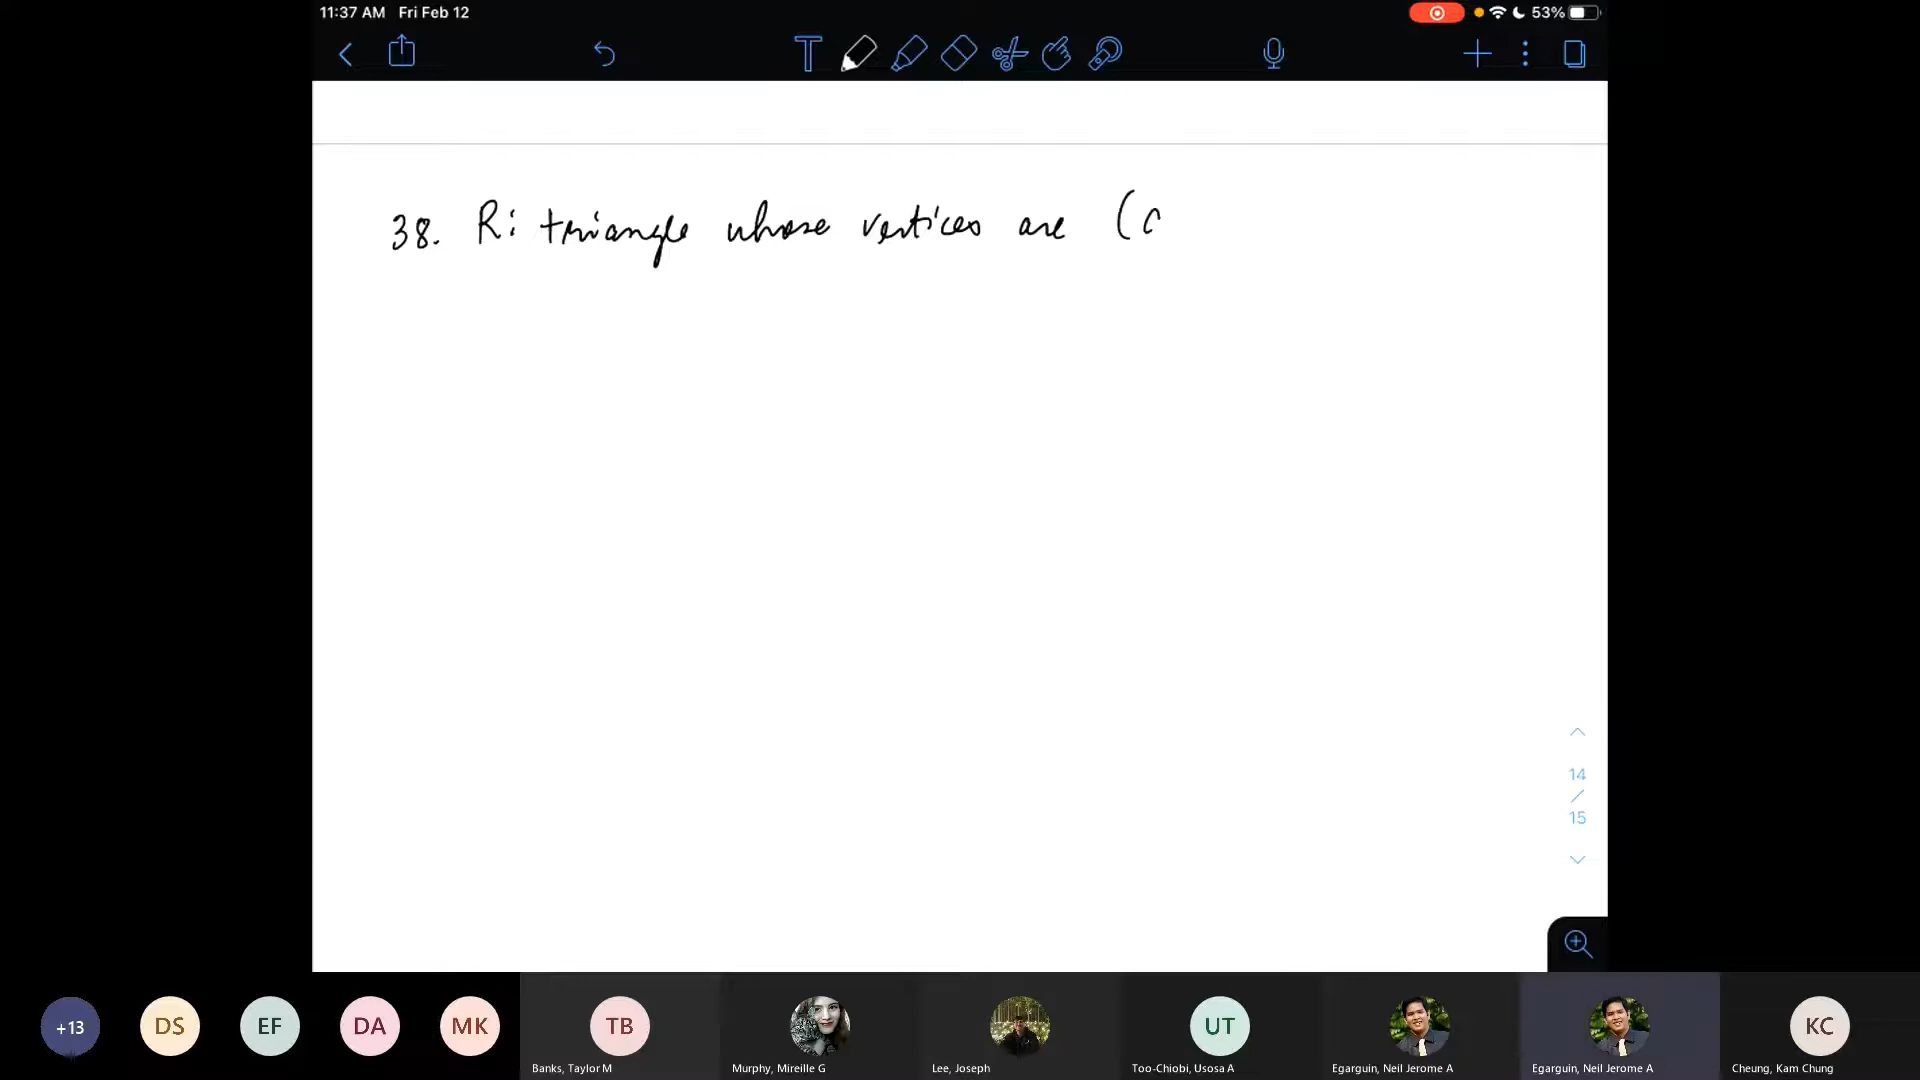 11:37 AM Fri Feb 12
53%
38. R: triangle whose vertices are (
14
/
15
+13
DS
EF
DA
MK
TB
UT
KC
Banks, Taylor M
Murphy, Mireille G
Lee, Joseph
Too-Chiobi, Usosa A
Egarguin, Neil Jerome A
Egarguin, Neil Jerome A
Cheung, Kam Chung